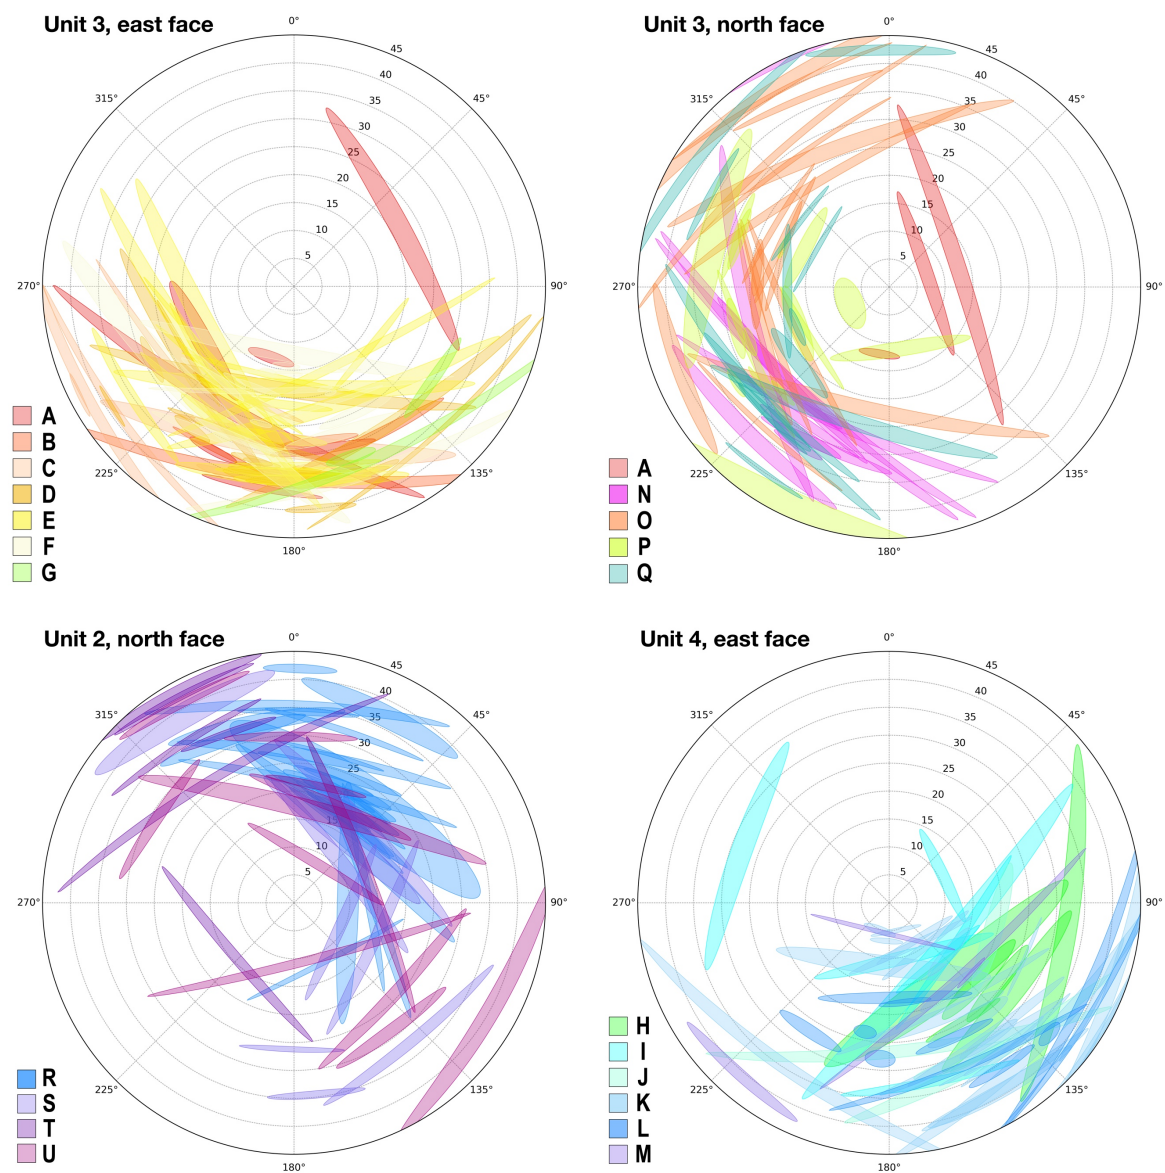 Unit 3, east face
0°
45
40
35
30
25
20
15
10
5
45°
90°
135°
180°
225°
270°
315°
A
B
C
D
E
F
G
Unit 3, north face
0°
45
40
35
30
25
20
15
10
5
45°
90°
135°
180°
225°
270°
315°
A
N
O
P
Q
Unit 2, north face
0°
45
40
35
30
25
15
10
5
45°
90°
135°
180°
225°
270°
315°
R
S
T
U
Unit 4, east face
0°
45
40
35
30
25
20
15
10
5
45°
90°
135°
180°
225°
270°
315°
H
I
J
K
L
M